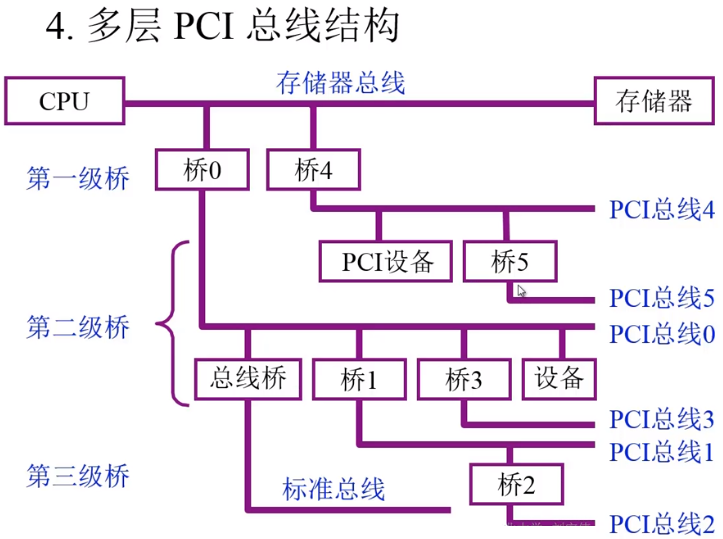 4. 多层 PCI 总线结构
存储器总线
CPU
存储器
第一级桥
桥0
桥4
PCI总线4
PCI设备
桥5
PCI总线5
第二级桥
PCI总线0
总线桥
桥1
桥3
设备
PCI总线3
PCI总线1
第三级桥
标准总线
桥2
PCI总线2